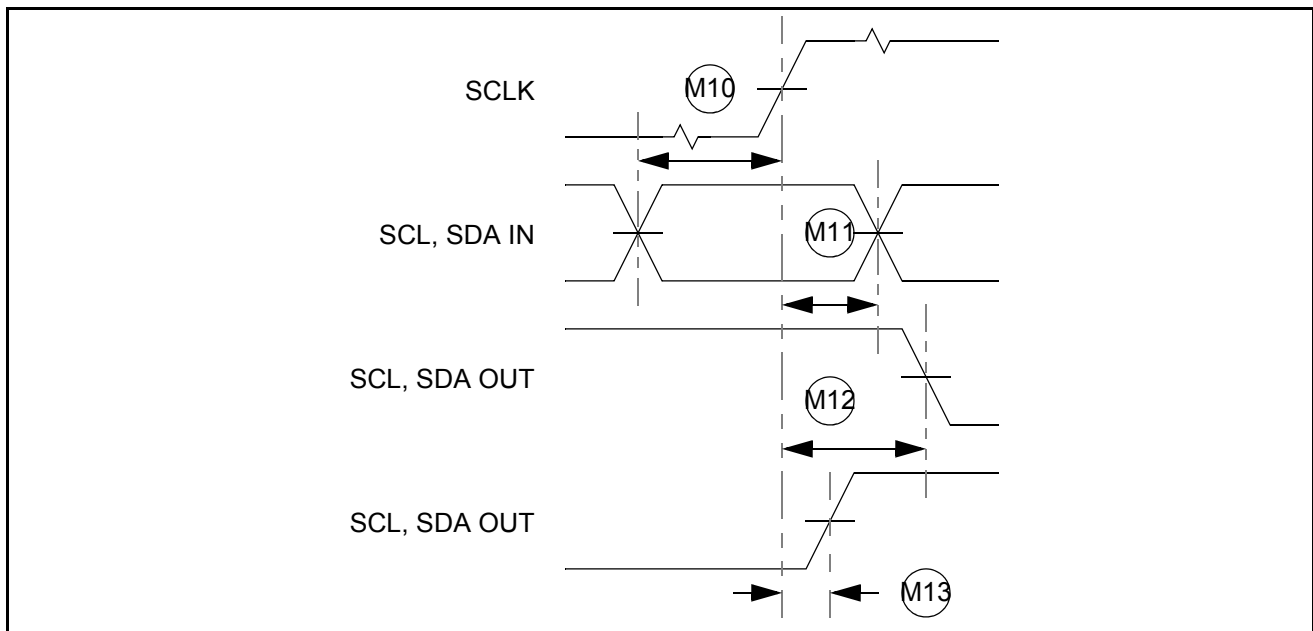 SCLK
M10
SCL, SDA IN
M11
SCL, SDA OUT
M12
SCL, SDA OUT
M13